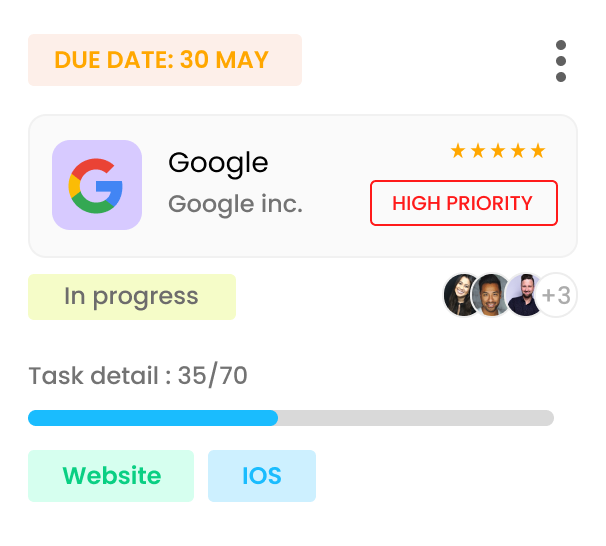 DUE DATE: 30 MAY
Google
Google inc.
HIGH PRIORITY
In progress
+3
Task detail : 35/70
Website
IOS